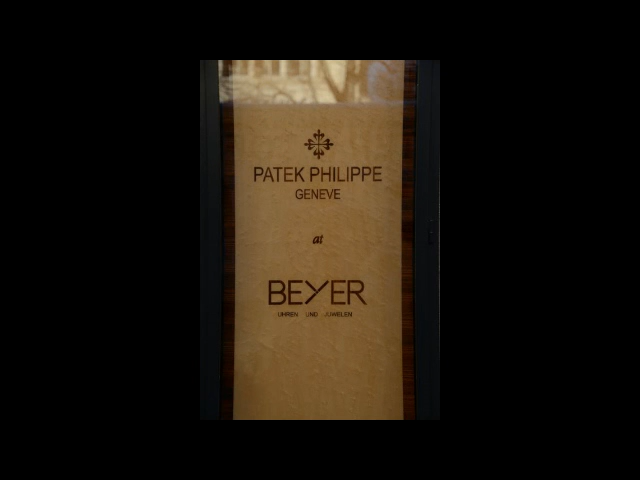 PATEK PHILIPPE
GENEVE
at
BEYER
UHREN UND JUWELEN